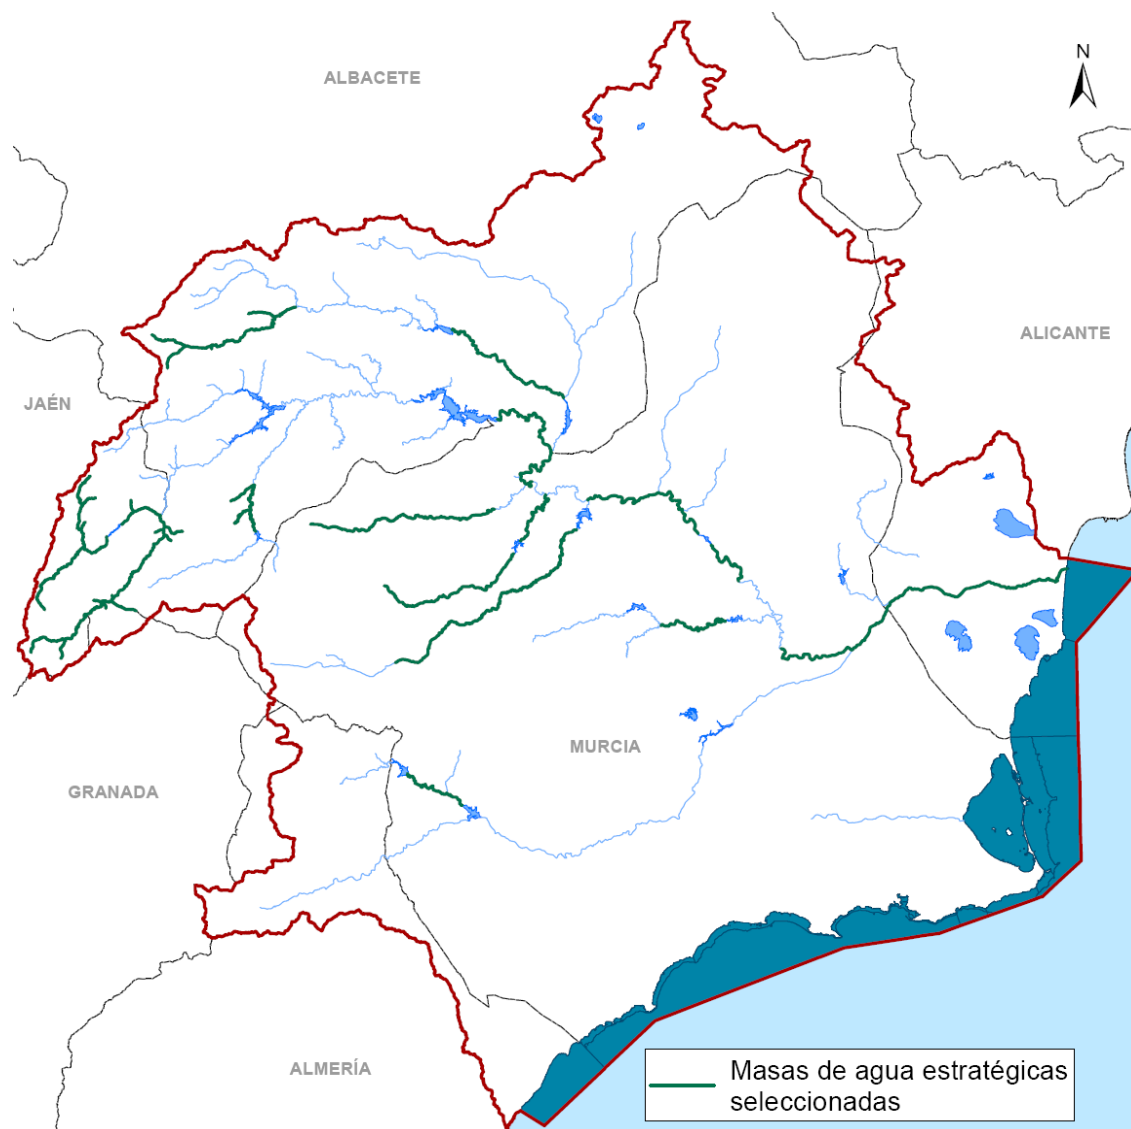 N
ALBACETE
ALICANTE
JAÉN
MURCIA
GRANADA
ALMERÍA
Masas de agua estratégicas
seleccionadas